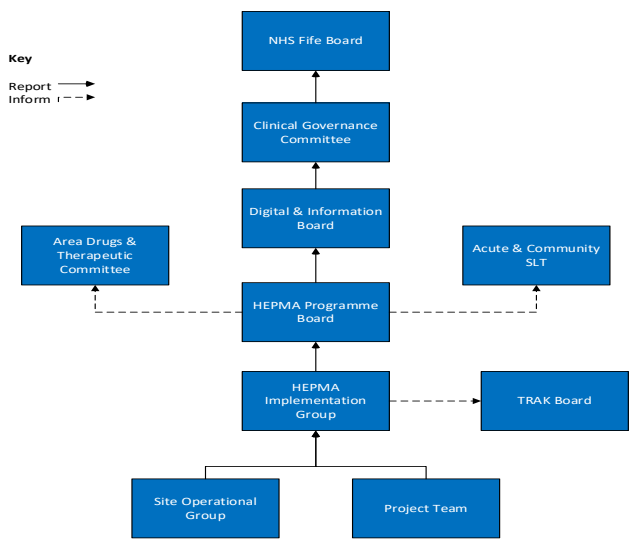 NHS Fife Board
Key
Report
Inform
Clinical Governance
Committee
Digital & Information
Board
Area Drugs &
Therapeutic
Committee
Acute & Community
SLT
HEPMA Programme
Board
HEPMA
Implementation
Group
TRAK Board
Site Operational
Group
Project Team